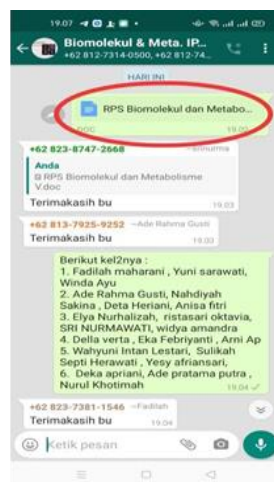 19.07
Biomolekul & Meta. IP...
+62 812-7314-0500, +62 812-74...
HARI INI
RPS Biomolekul dan Metabo...
DOC 19.00
+62 823-8747-2668
Anda
RPS Biomolekul dan Metabolisme
V.doc
Terimakasih bu 19.03
+62 813-7925-9252 ~Ade Rahma Gusti
Terimakasih bu 19.03
Berikut kel2nya :
1. Fadilah maharani , Yuni sarawati,
Winda Ayu
2. Ade Rahma Gusti, Nahdiyah
Sakina , Deta Heriani, Anisa fitri
3. Elya Nurhalizah, ristasari oktavia,
SRI NURMAWATI, widya amandra
4. Della verta , Eka Febriyanti , Arni Ap
5. Wahyuni Intan Lestari, Sulikah
Septi Herawati , Yesy afriansari,
6. Deka apriani, Ade pratama putra ,
Nurul Khotimah 19.04
+62 823-7381-1546 ~Fadilah
Terimakasih bu 19.04
Ketik pesan